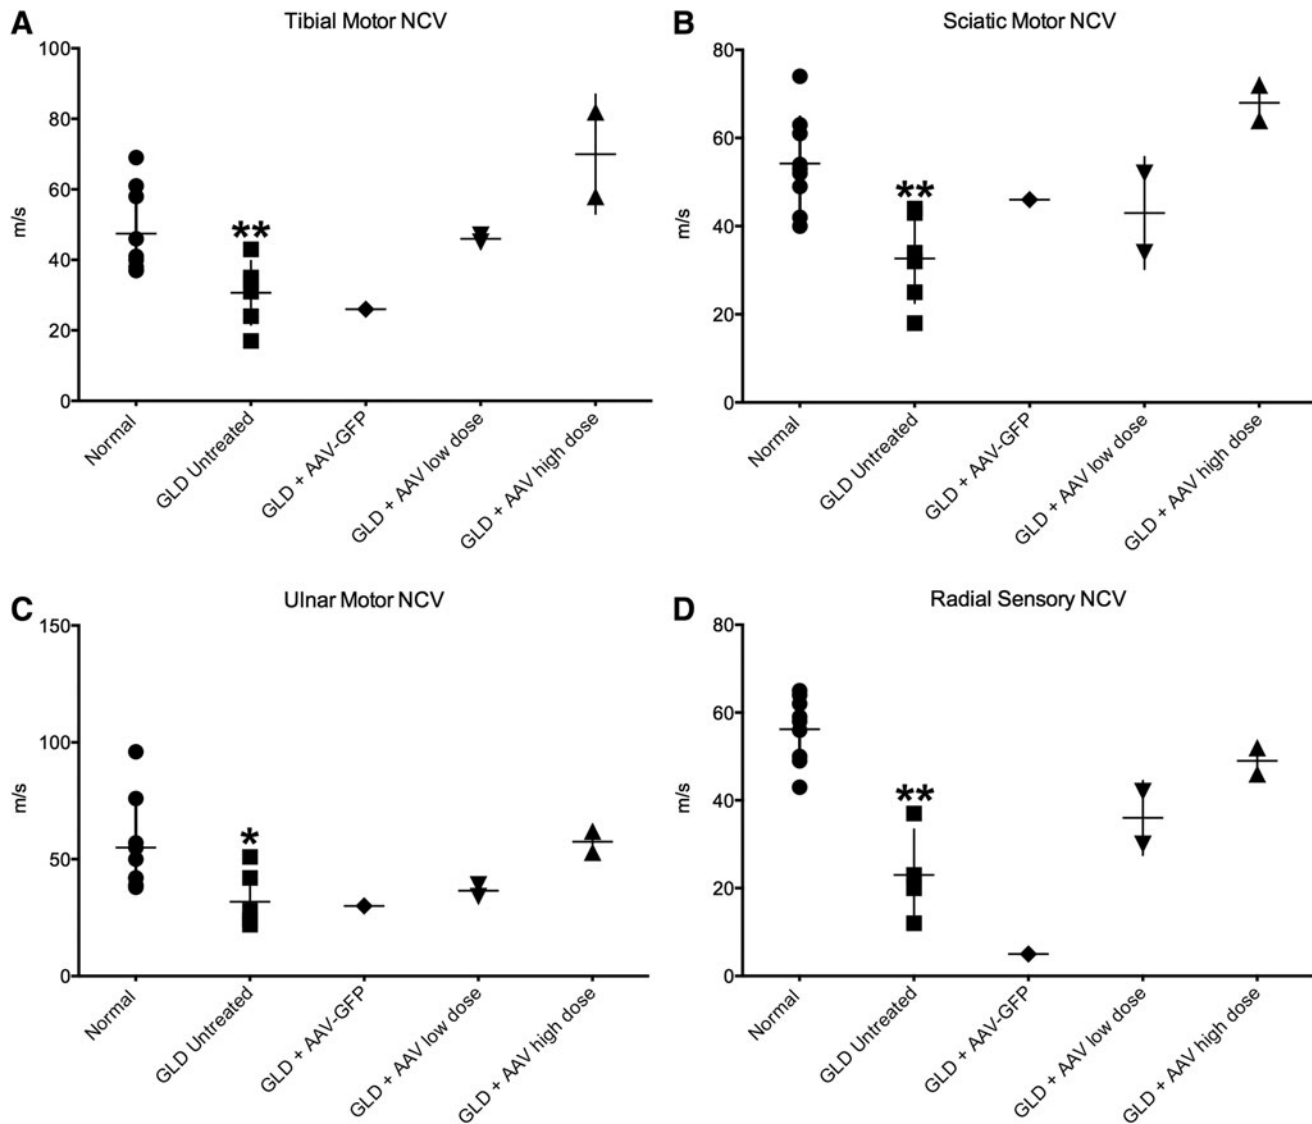 A
Tibial Motor NCV
100
80
60
40
20
0
m/s
**
Normal
GLD Untreated
GLD + AAV-GFP
GLD + AAV low dose
GLD + AAV high dose
B
Sciatic Motor NCV
80
60
40
20
0
m/s
**
Normal
GLD Untreated
GLD + AAV-GFP
GLD + AAV low dose
GLD + AAV high dose
C
Ulnar Motor NCV
150
100
50
0
m/s
*
Normal
GLD Untreated
GLD + AAV-GFP
GLD + AAV low dose
GLD + AAV high dose
D
Radial Sensory NCV
80
60
40
20
0
m/s
**
Normal
GLD Untreated
GLD + AAV-GFP
GLD + AAV low dose
GLD + AAV high dose